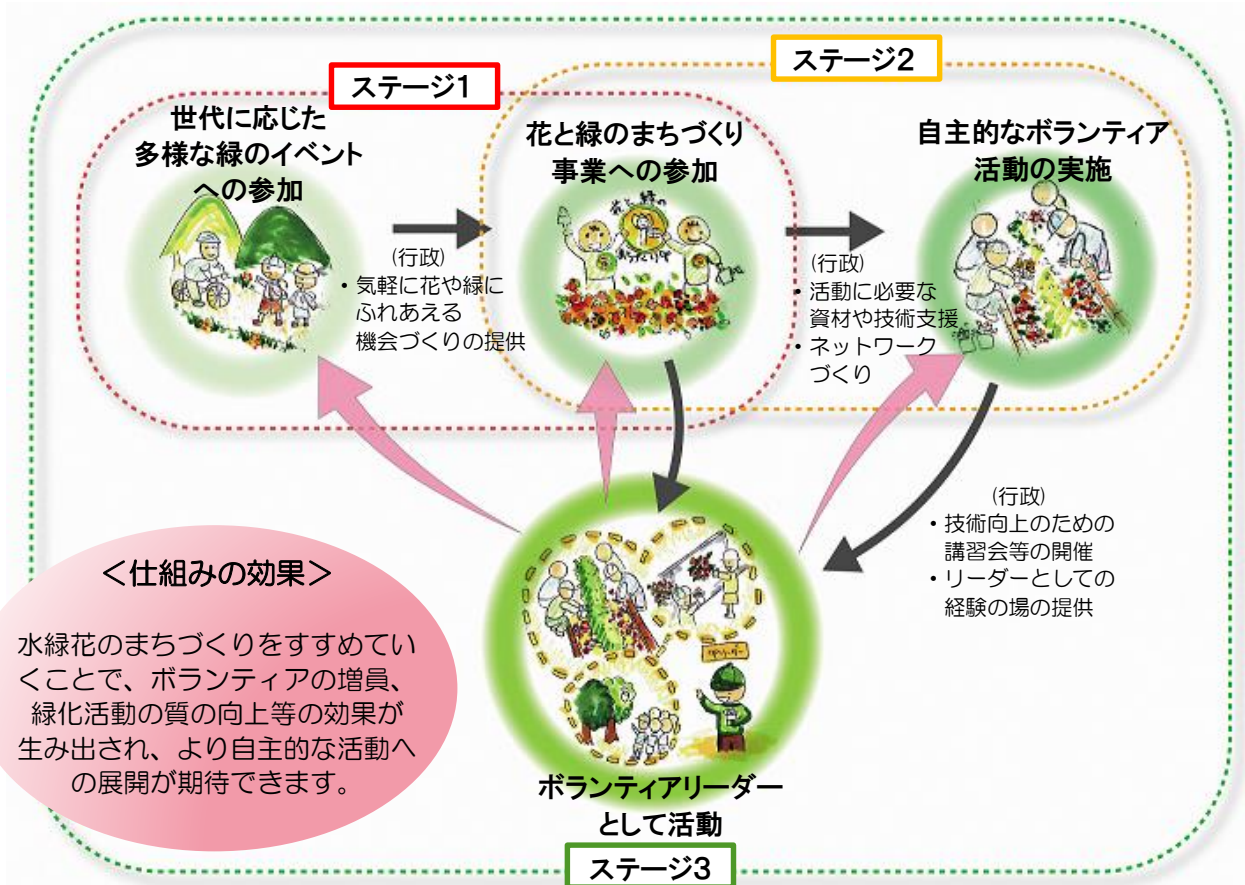 ステージ1
ステージ2
世代に応じた
多様な緑のイベント
への参加
花と緑のまちづくり
事業への参加
自主的なボランティア
活動の実施
(行政)
・気軽に花や緑に
ふれあえる
機会づくりの提供
(行政)
・活動に必要な
資材や技術支援
・ネットワーク
づくり
(行政)
・技術向上のための
講習会等の開催
・リーダーとしての
経験の場の提供
<仕組みの効果>
水緑花のまちづくりをすすめてい
くことで、ボランティアの増員、
緑化活動の質の向上等の効果が
生み出され、より自主的な活動へ
の展開が期待できます。
ボランティアリーダー
として活動
ステージ3